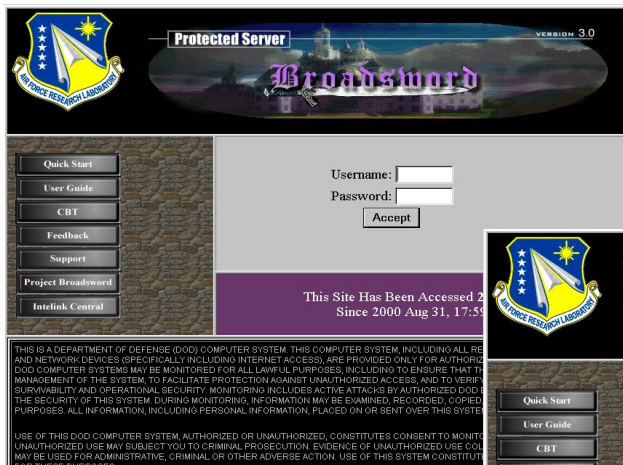 VERSION 3.0
Protected Server
Broadsword
AIR FORCE RESEARCH LABORATORY
Quick Start
User Guide
CBT
Feedback
Support
Project Broadsword
Intelink Central
Username:
Password:
Accept
This Site Has Been Accessed 2
Since 2000 Aug 31, 17:59
THIS IS A DEPARTMENT OF DEFENSE (DOD) COMPUTER SYSTEM. THIS COMPUTER SYSTEM, INCLUDING ALL RE
AND NETWORK DEVICES (SPECIFICALLY INCLUDING INTERNET ACCESS), ARE PROVIDED ONLY FOR AUTHORIZ
DOD COMPUTER SYSTEMS MAY BE MONITORED FOR ALL LAWFUL PURPOSES, INCLUDING TO ENSURE THAT TH
MANAGEMENT OF THE SYSTEM, TO FACILITATE PROTECTION AGAINST UNAUTHORIZED ACCESS, AND TO VERIFY
SURVIVABILITY AND OPERATIONAL SECURITY. MONITORING INCLUDES ACTIVE ATTACKS BY AUTHORIZED DOD E
THE SECURITY OF THIS SYSTEM. DURING MONITORING, INFORMATION MAY BE EXAMINED, RECORDED, COPIED,
PURPOSES. ALL INFORMATION, INCLUDING PERSONAL INFORMATION, PLACED ON OR SENT OVER THIS SYSTE
USE OF THIS DOD COMPUTER SYSTEM, AUTHORIZED OR UNAUTHORIZED, CONSTITUTES CONSENT TO MONITO
UNAUTHORIZED USE MAY SUBJECT YOU TO CRIMINAL PROSECUTION. EVIDENCE OF UNAUTHORIZED USE COL
MAY BE USED FOR ADMINISTRATIVE, CRIMINAL OR OTHER ADVERSE ACTION. USE OF THIS SYSTEM CONSTITUT
FOR THESE PURPOSES.
AIR FORCE RESEARCH LABORATORY
Quick Start
User Guide
CBT